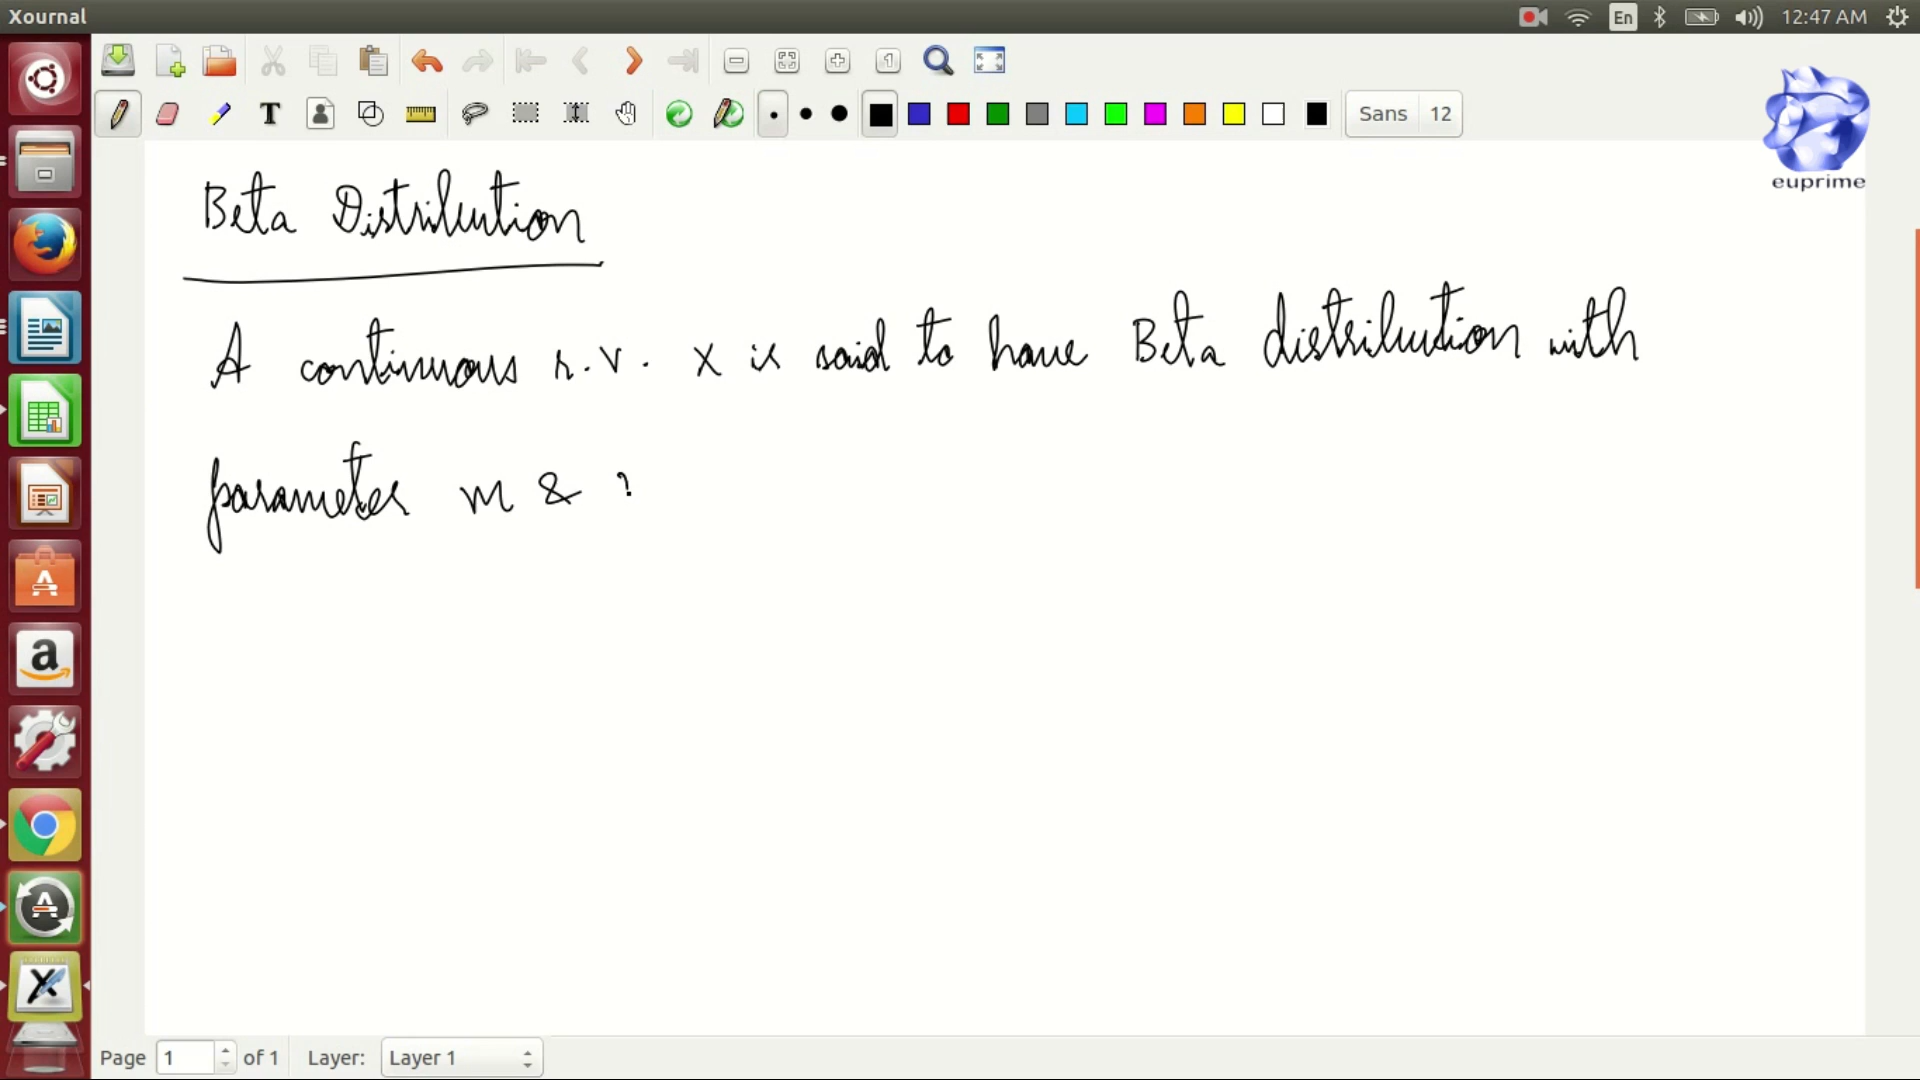 Xournal
En
12:47 AM
Sans 12
euprime
Beta Distribution
A continuous r.v. X is said to have Beta distribution with
parameter m &
Page 1 of 1 Layer: Layer 1